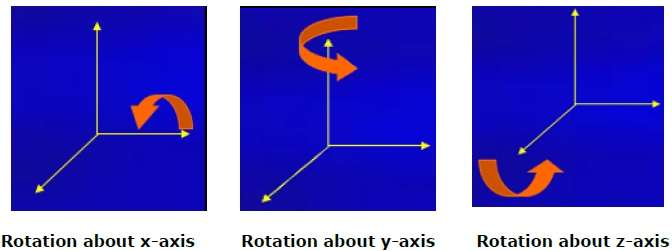 Rotation about x-axis
Rotation about y-axis
Rotation about z-axis